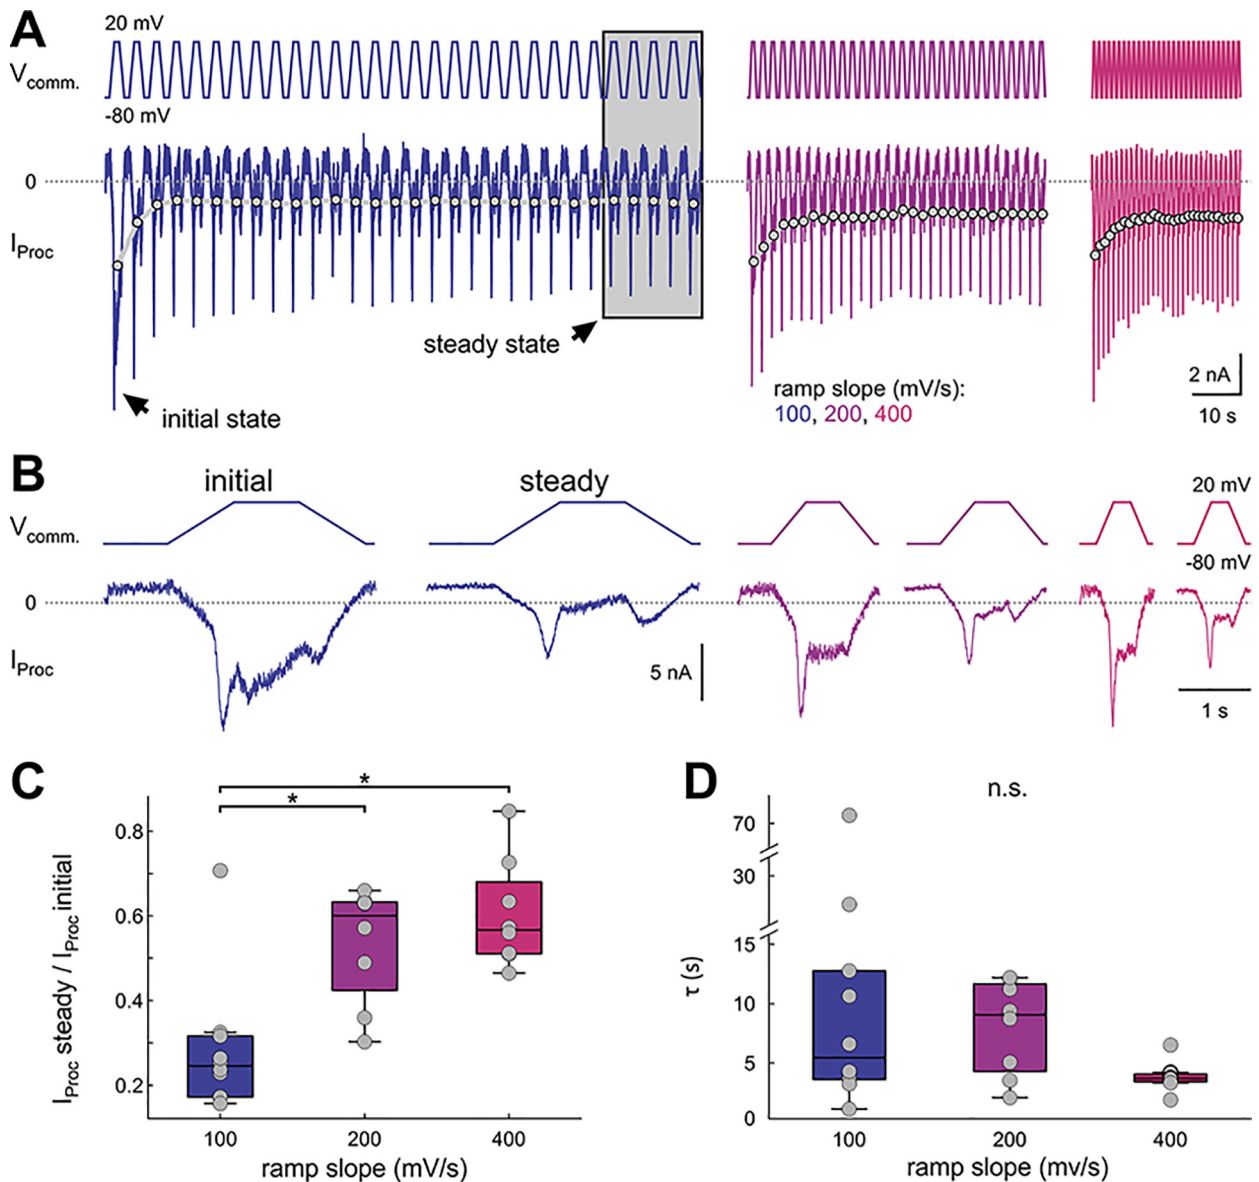 A
20 mV
Vcomm.
-80 mV
0
IProc
steady state
initial state
ramp slope (mV/s):
100, 200, 400
2 nA
10 s
B
initial
steady
20 mV
Vcomm.
-80 mV
0
IProc
5 nA
1 s
C
*
*
0.8
0.6
0.4
0.2
IProc steady / IProc initial
100
200
400
ramp slope (mV/s)
D
n.s.
70
30
15
10
5
0
τ (s)
100
200
400
ramp slope (mv/s)